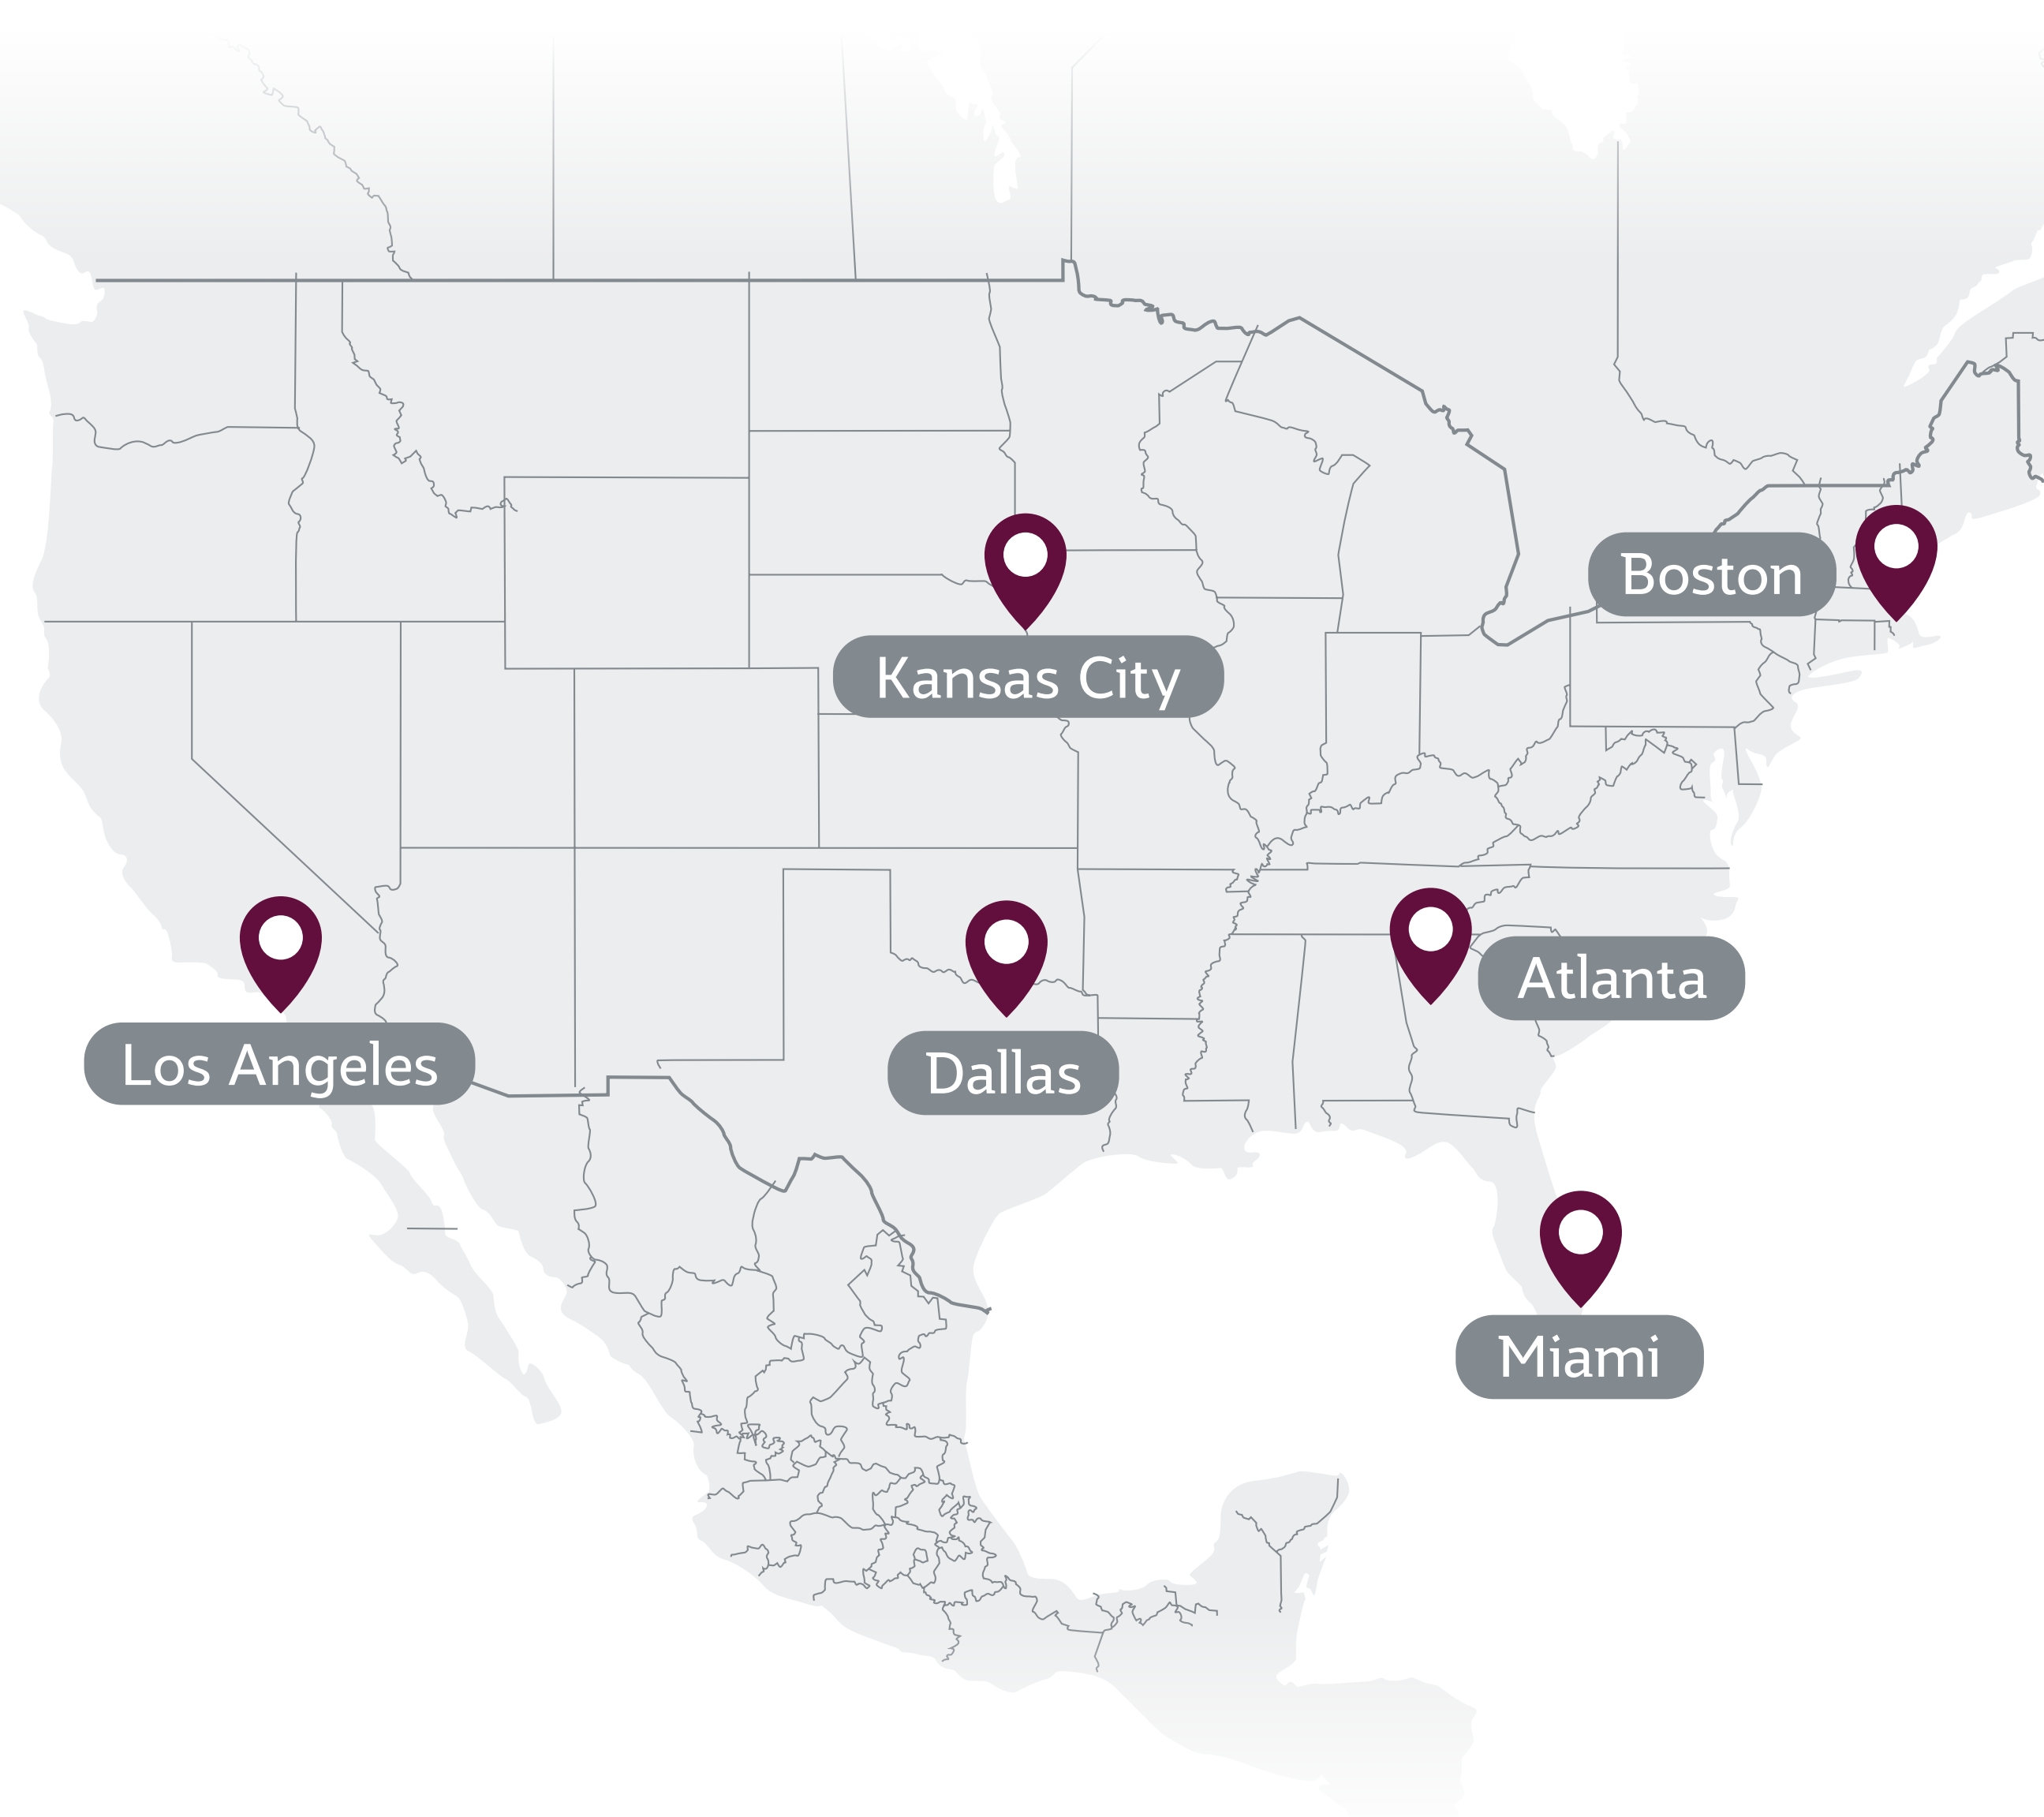 Boston
Kansas City
Atlanta
Los Angeles
Dallas
Miami